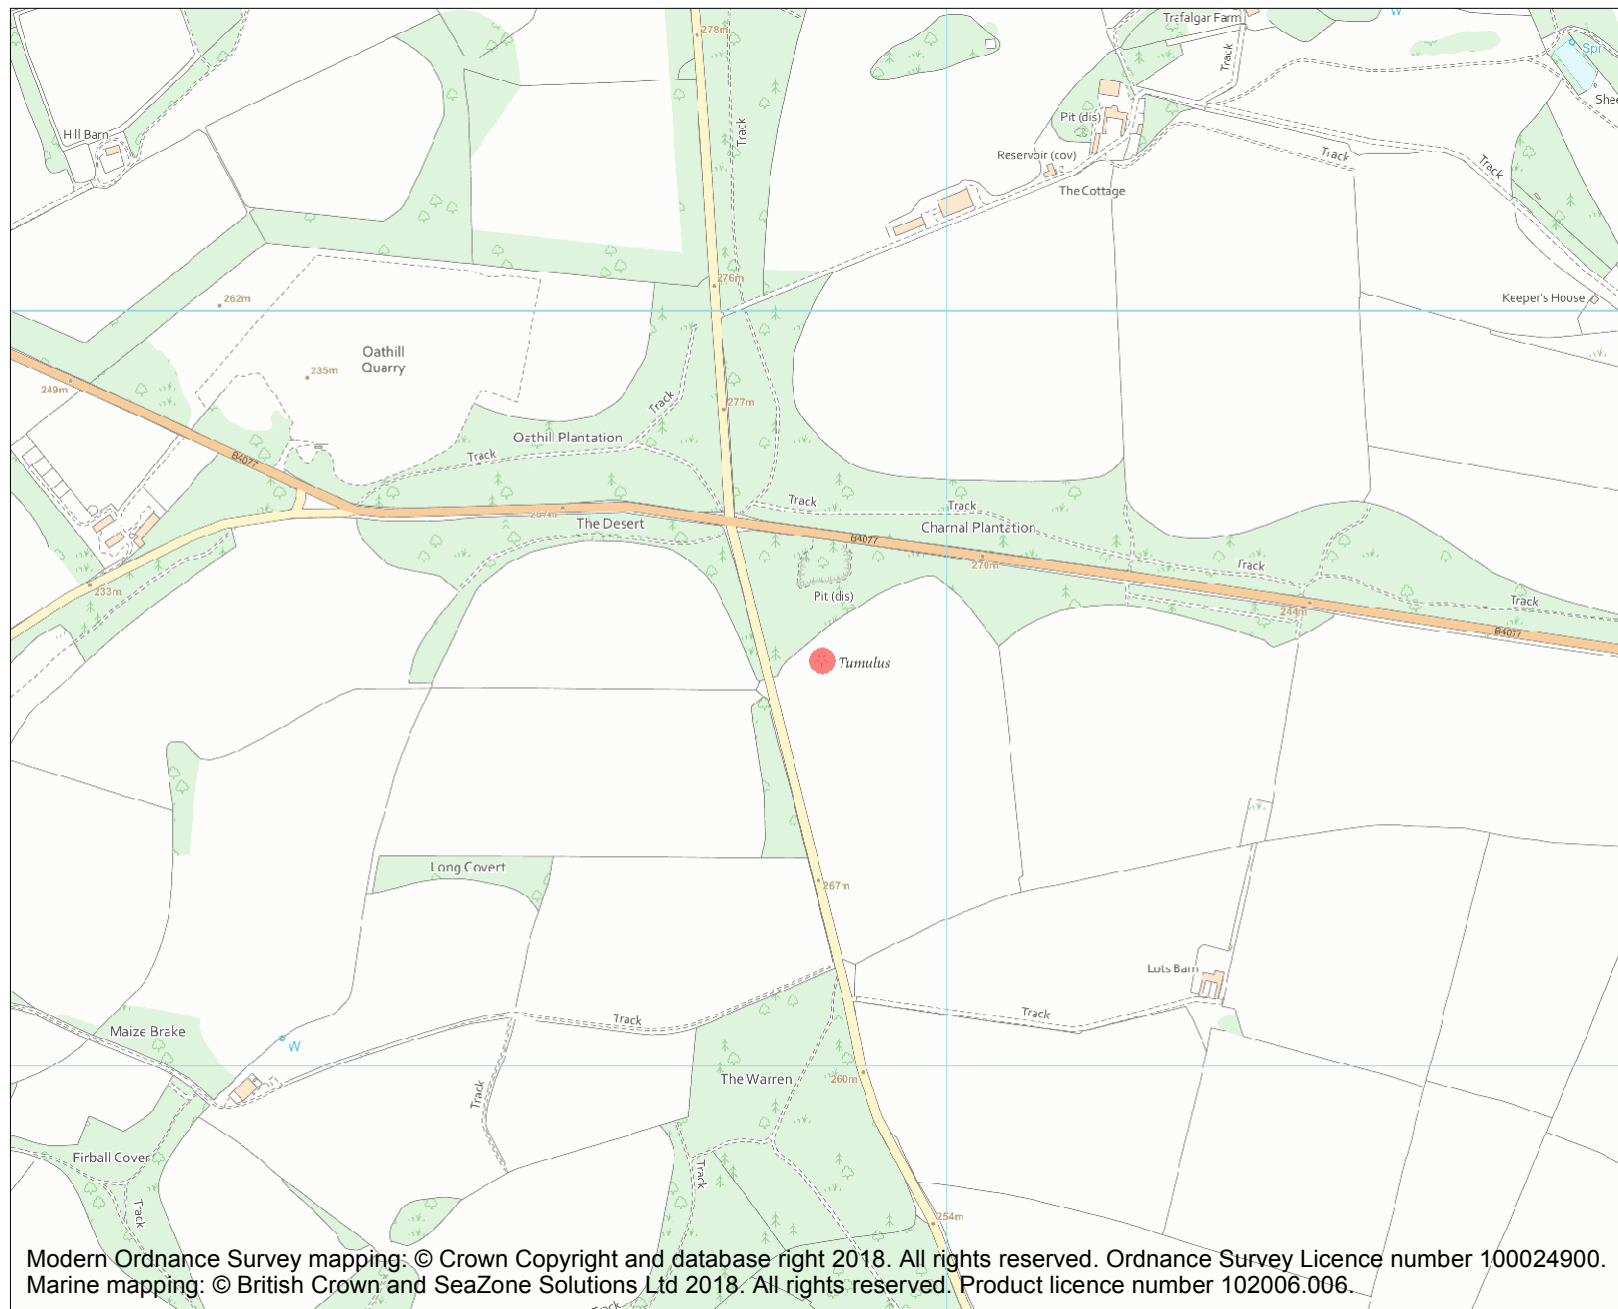 Trafalgar Farm
W
278m
Spr
Track
Shee
Track
Pit (dis)
Hill Barn
Reservoir (cov)
Track
Track
The Cottage
276m
262m
Keeper's House
Oathill
Quarry
235m
249m
Track
277m
Oathill Plantation
Track
B4077
Track
Track
The Desert
Charnal Plantation
B4077
270m
Track
233m
Pit (dis)
Track
244m
B4077
Tumulus
Long Covert
267m
Lots Barn
Track
Track
Maize Brake
W
The Warren
260m
Track
Firball Cover
Track
Track
254m
Modern Ordnance Survey mapping: © Crown Copyright and database right 2018. All rights reserved. Ordnance Survey Licence number 100024900.
Marine mapping: © British Crown and SeaZone Solutions Ltd 2018. All rights reserved. Product licence number 102006.006.
Track